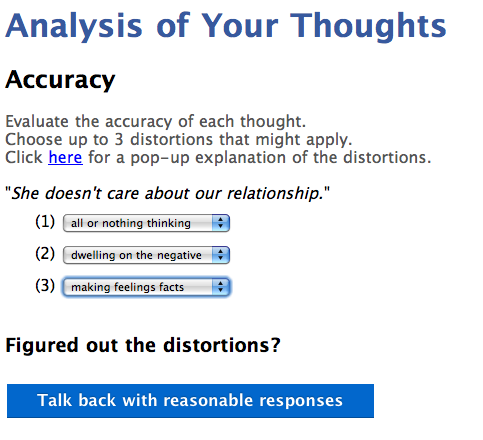 Analysis of Your Thoughts
Accuracy
Evaluate the accuracy of each thought.
Choose up to 3 distortions that might apply.
Click here for a pop-up explanation of the distortions.
"She doesn't care about our relationship."
(1) all or nothing thinking
(2) dwelling on the negative
(3) making feelings facts
Figured out the distortions?
Talk back with reasonable responses